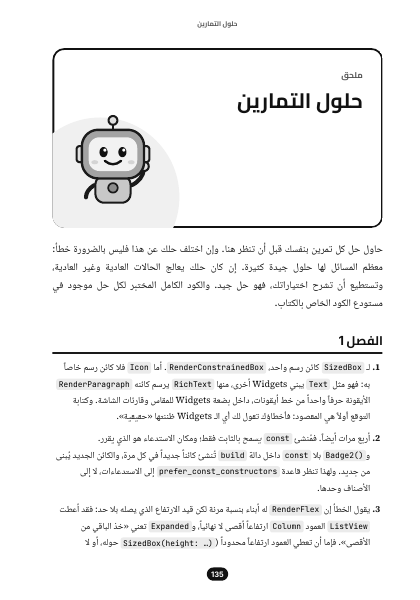 حلول التمارين
ملحق
حلول التمارين
حاول حل كل تمرين بنفسك قبل أن تنظر هنا. وإن اختلف حلك عن هذا فليس بالضرورة خطأً:
معظم المسائل لها حلول جيدة كثيرة. إن كان حلك يعالج الحالات العادية وغير العادية،
وتستطيع أن تشرح اختياراتك، فهو حل جيد. والكود الكامل المختبر لكل حل موجود في
مستودع الكود الخاص بالكتاب.
الفصل 1
1. لـ SizedBox كائن رسم واحد، RenderConstrainedBox. أما Icon فلا كائن رسم خاصاً
به: فهو مثل Text يبني Widgets أخرى، منها RichText يرسم كائنه RenderParagraph
الأيقونة حرفاً واحداً من خط أيقونات، داخل بضعة Widgets للمقاس وقارئات الشاشة. وكتابة
التوقع أولاً هي المقصودة: فأخطاؤك تقول لك أي الـ Widgets ظننتها «حقيقية».
2. أربع مرات أيضاً. فمُنشئ const يسمح بالثابت فقط؛ ومكان الاستدعاء هو الذي يقرر.
و Badge2() بلا const داخل دالة build تُنشئ كائناً جديداً في كل مرة، والكائن الجديد يُبنى
من جديد. ولهذا تنظر قاعدة prefer_const_constructors إلى الاستدعاءات، لا إلى
الأصناف وحدها.
3. يقول الخطأ إن RenderFlex له أبناء بنسبة مرنة لكن قيد الارتفاع الذي يصله بلا حد: فقد أعطت
ListView العمود Column ارتفاعاً أقصى لا نهائياً، و Expanded تعني «خذ الباقي من
الأقصى». فإما أن تعطي العمود ارتفاعاً محدوداً ( SizedBox(height: …) حوله، أو لا
135